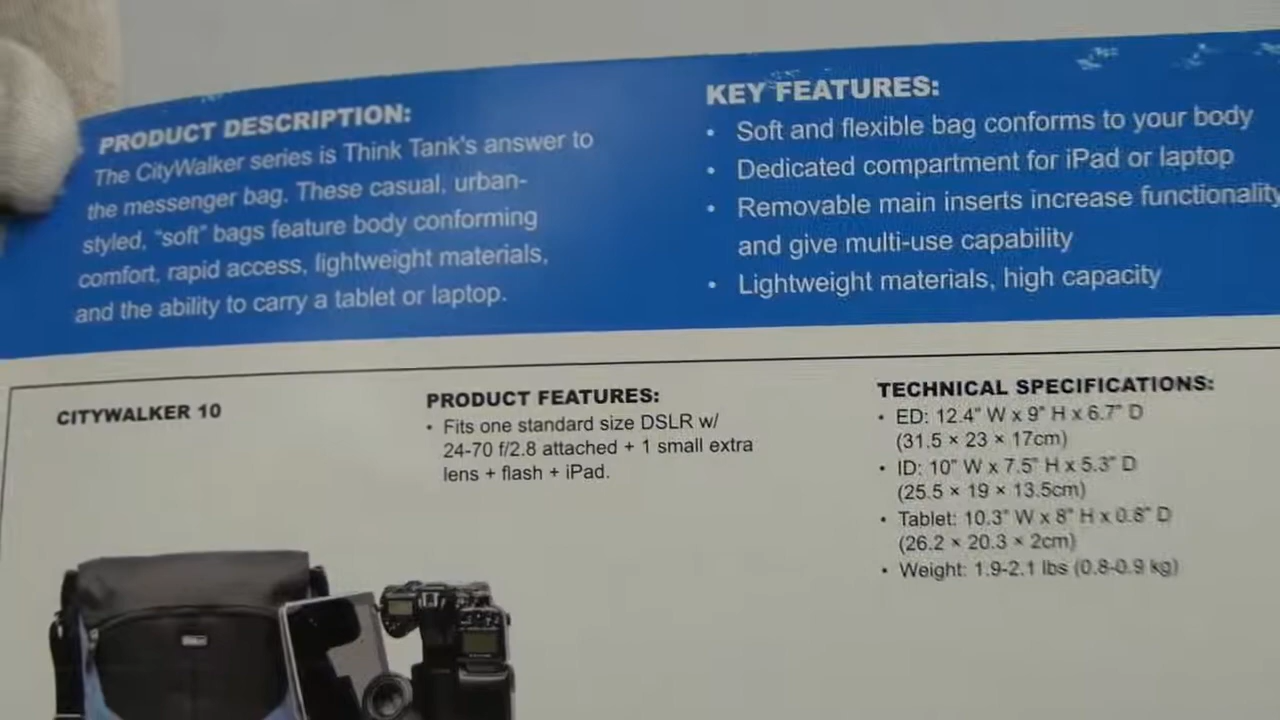 PRODUCT DESCRIPTION:
The CityWalker series is Think Tank's answer to
the messenger bag. These casual, urban-
styled, "soft" bags feature body conforming
comfort, rapid access, lightweight materials,
and the ability to carry a tablet or laptop.
KEY FEATURES:
• Soft and flexible bag conforms to your body
• Dedicated compartment for iPad or laptop
• Removable main inserts increase functionality
and give multi-use capability
• Lightweight materials, high capacity
CITYWALKER 10
PRODUCT FEATURES:
• Fits one standard size DSLR w/
24-70 f/2.8 attached + 1 small extra
lens + flash + iPad.
TECHNICAL SPECIFICATIONS:
• ED: 12.4" W x 9" H x 6.7" D
(31.5 × 23 × 17cm)
• ID: 10" W x 7.5" H x 5.3" D
(25.5 × 19 × 13.5cm)
• Tablet: 10.3" W x 8" H x 0.8" D
(26.2 × 20.3 × 2cm)
• Weight: 1.9-2.1 lbs (0.8-0.9 kg)